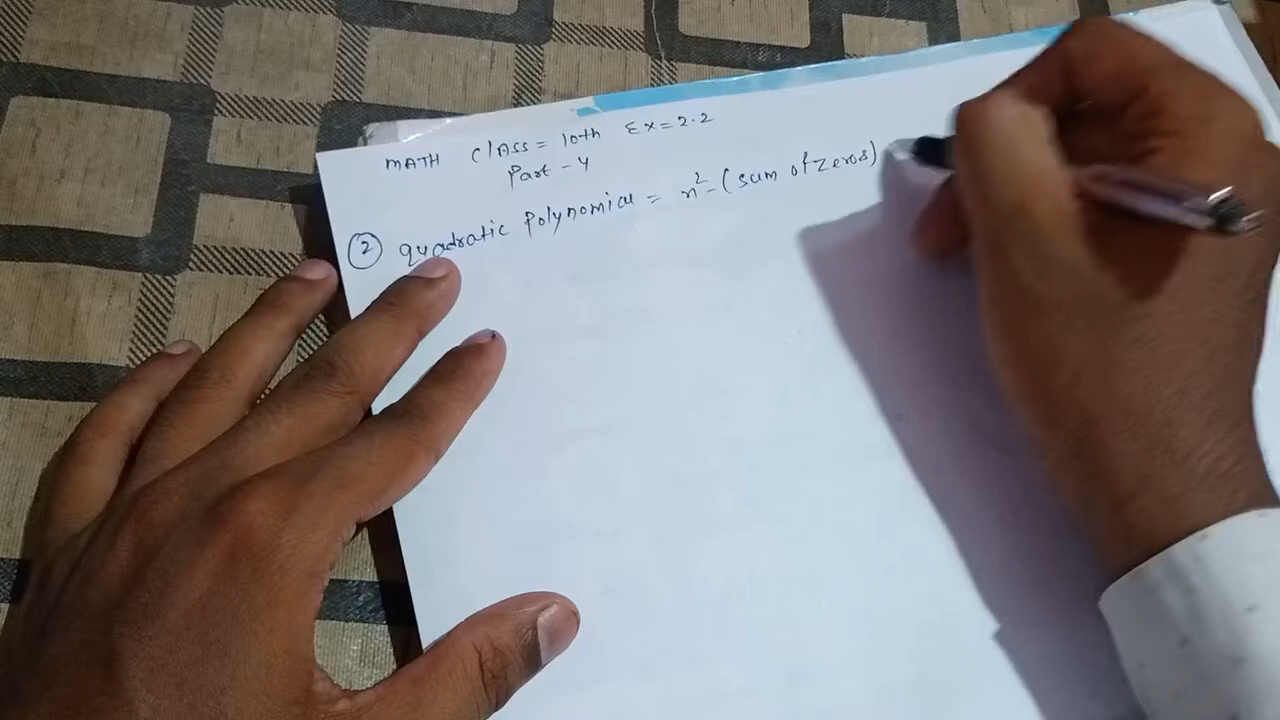 MATH Class = 10th Ex = 2.2
Part - 4
② quadratic Polynomial = x² - (sum of zeros)